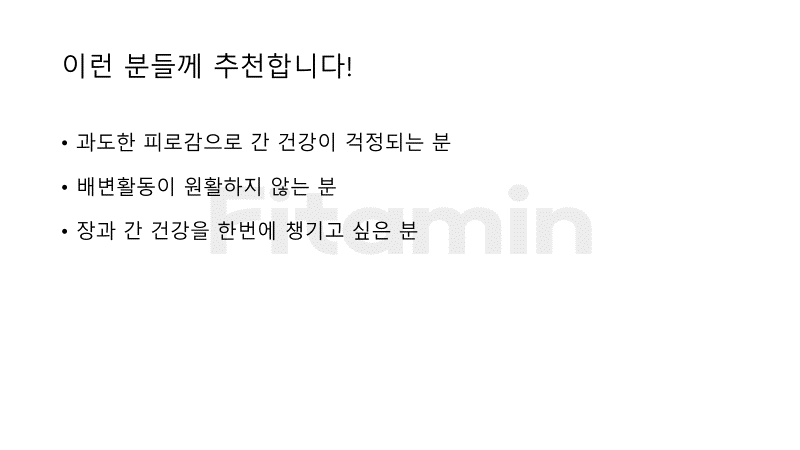 이런 분들께 추천합니다!
• 과도한 피로감으로 간 건강이 걱정되는 분
• 배변활동이 원활하지 않는 분
• 장과 간 건강을 한번에 챙기고 싶은 분
Fitamin